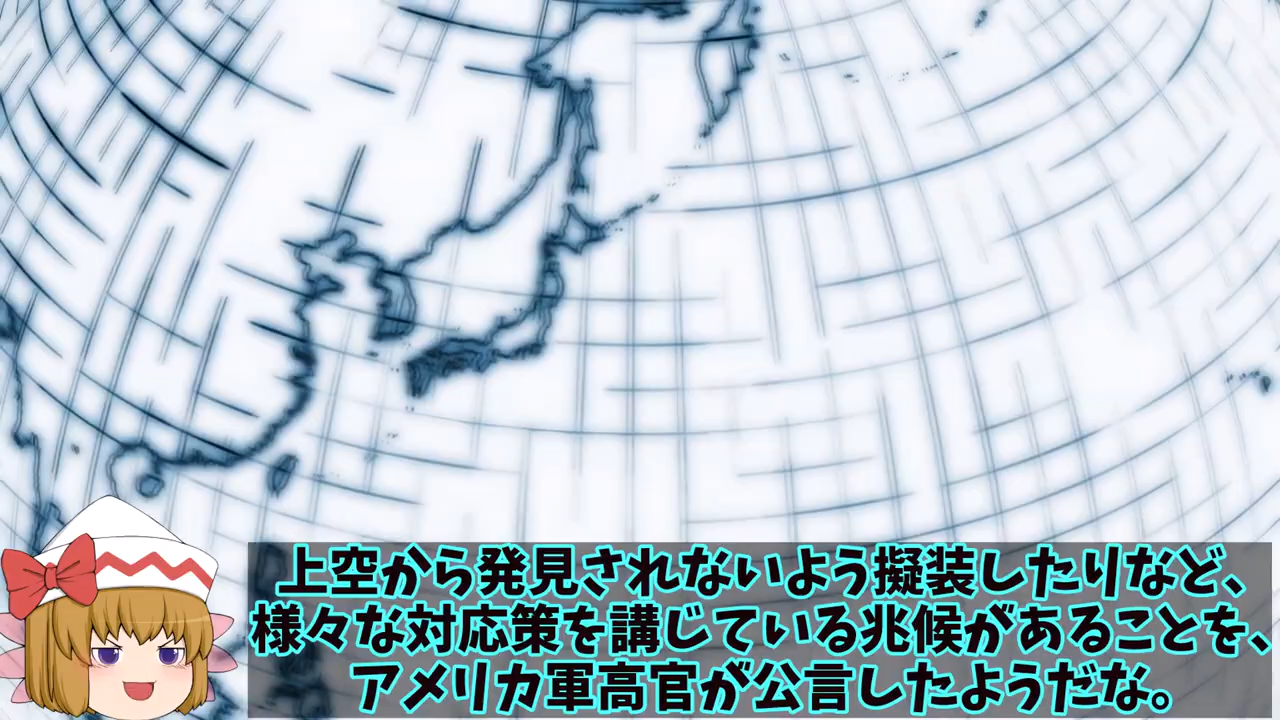 上空から発見されないよう擬装したりなど、
様々な対応策を講じている兆候があることを、
アメリカ軍高官が公言したようだな。